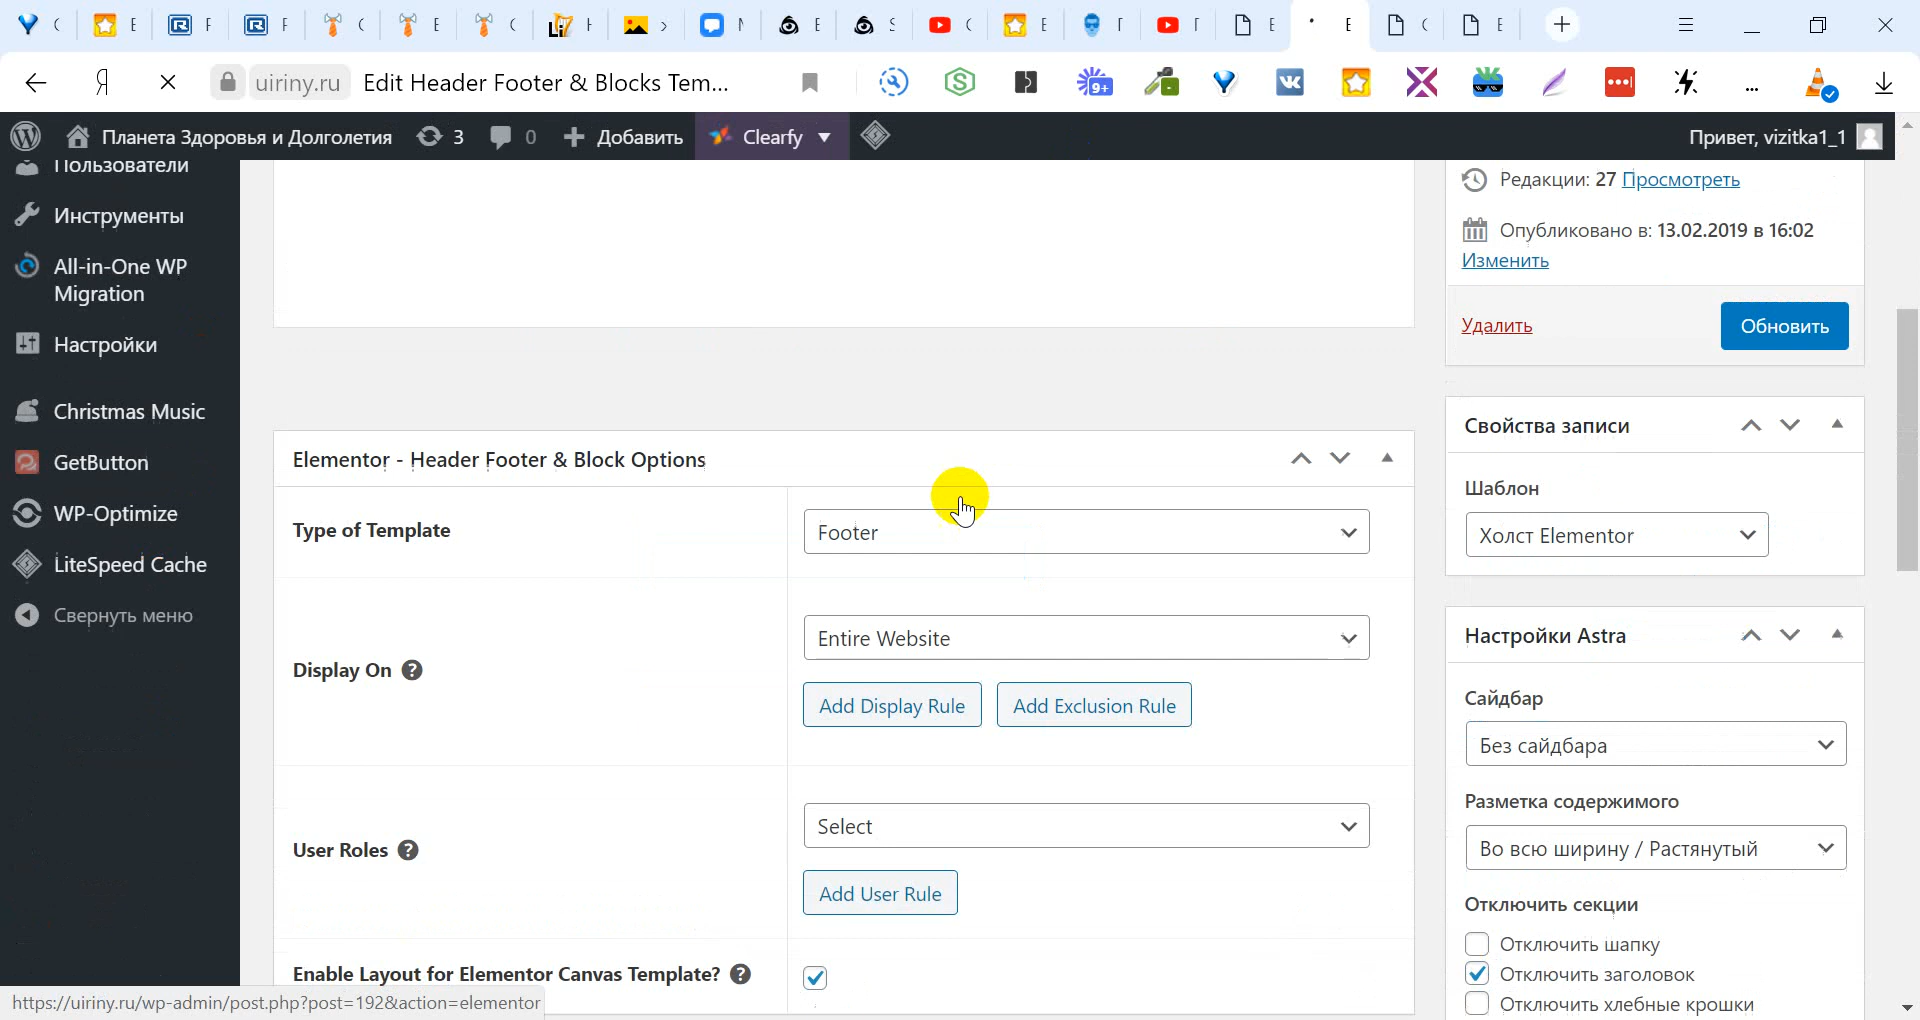 uiriny.ru Edit Header Footer & Blocks Tem...
9+
Планета Здоровья и Долголетия 3 0 Добавить Clearfy Привет, vizitka1_1
Пользователи
Инструменты
All-in-One WP
Migration
Настройки
Christmas Music
GetButton
WP-Optimize
LiteSpeed Cache
Свернуть меню
Elementor - Header Footer & Block Options
Type of Template
Footer
Display On
Entire Website
Add Display Rule Add Exclusion Rule
User Roles
Select
Add User Rule
Enable Layout for Elementor Canvas Template?
Редакции: 27 Просмотреть
Опубликовано в: 13.02.2019 в 16:02
Изменить
Удалить Обновить
Свойства записи
Шаблон
Холст Elementor
Настройки Astra
Сайдбар
Без сайдбара
Разметка содержимого
Во всю ширину / Растянутый
Отключить секции
Отключить шапку
Отключить заголовок
Отключить хлебные крошки
https://uiriny.ru/wp-admin/post.php?post=192&action=elementor